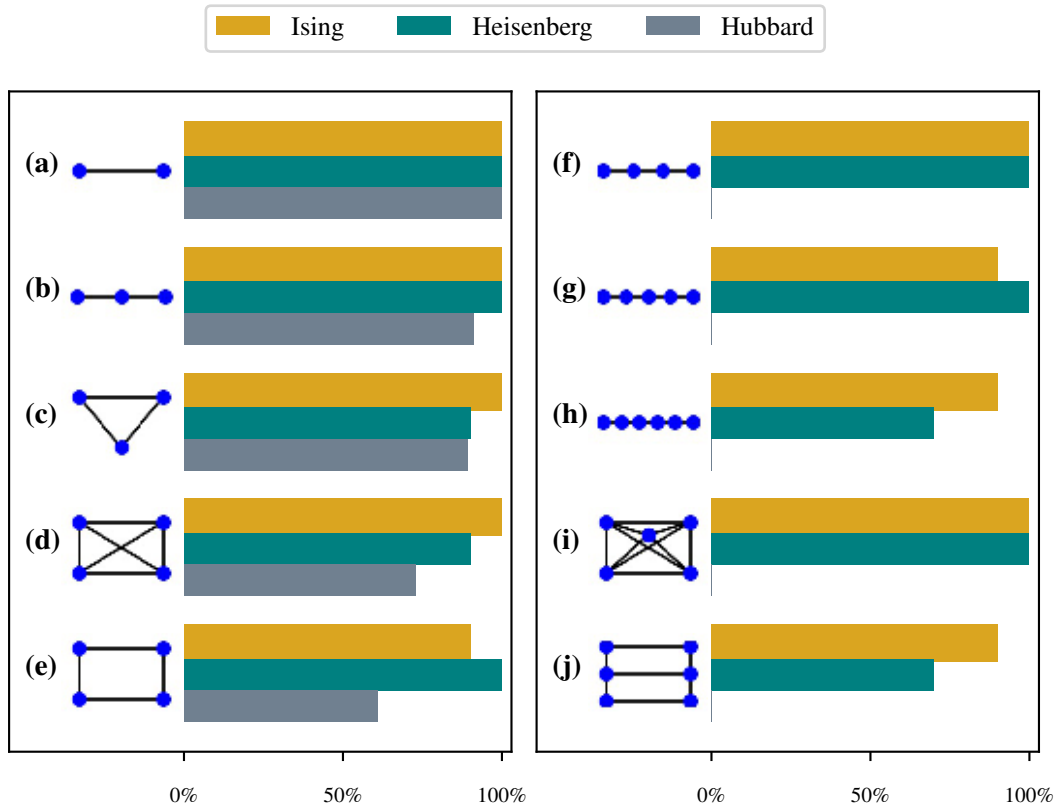 Ising Heisenberg Hubbard
(a)
(b)
(c)
(d)
(e)
0% 50% 100%
(f)
(g)
(h)
(i)
(j)
0% 50% 100%